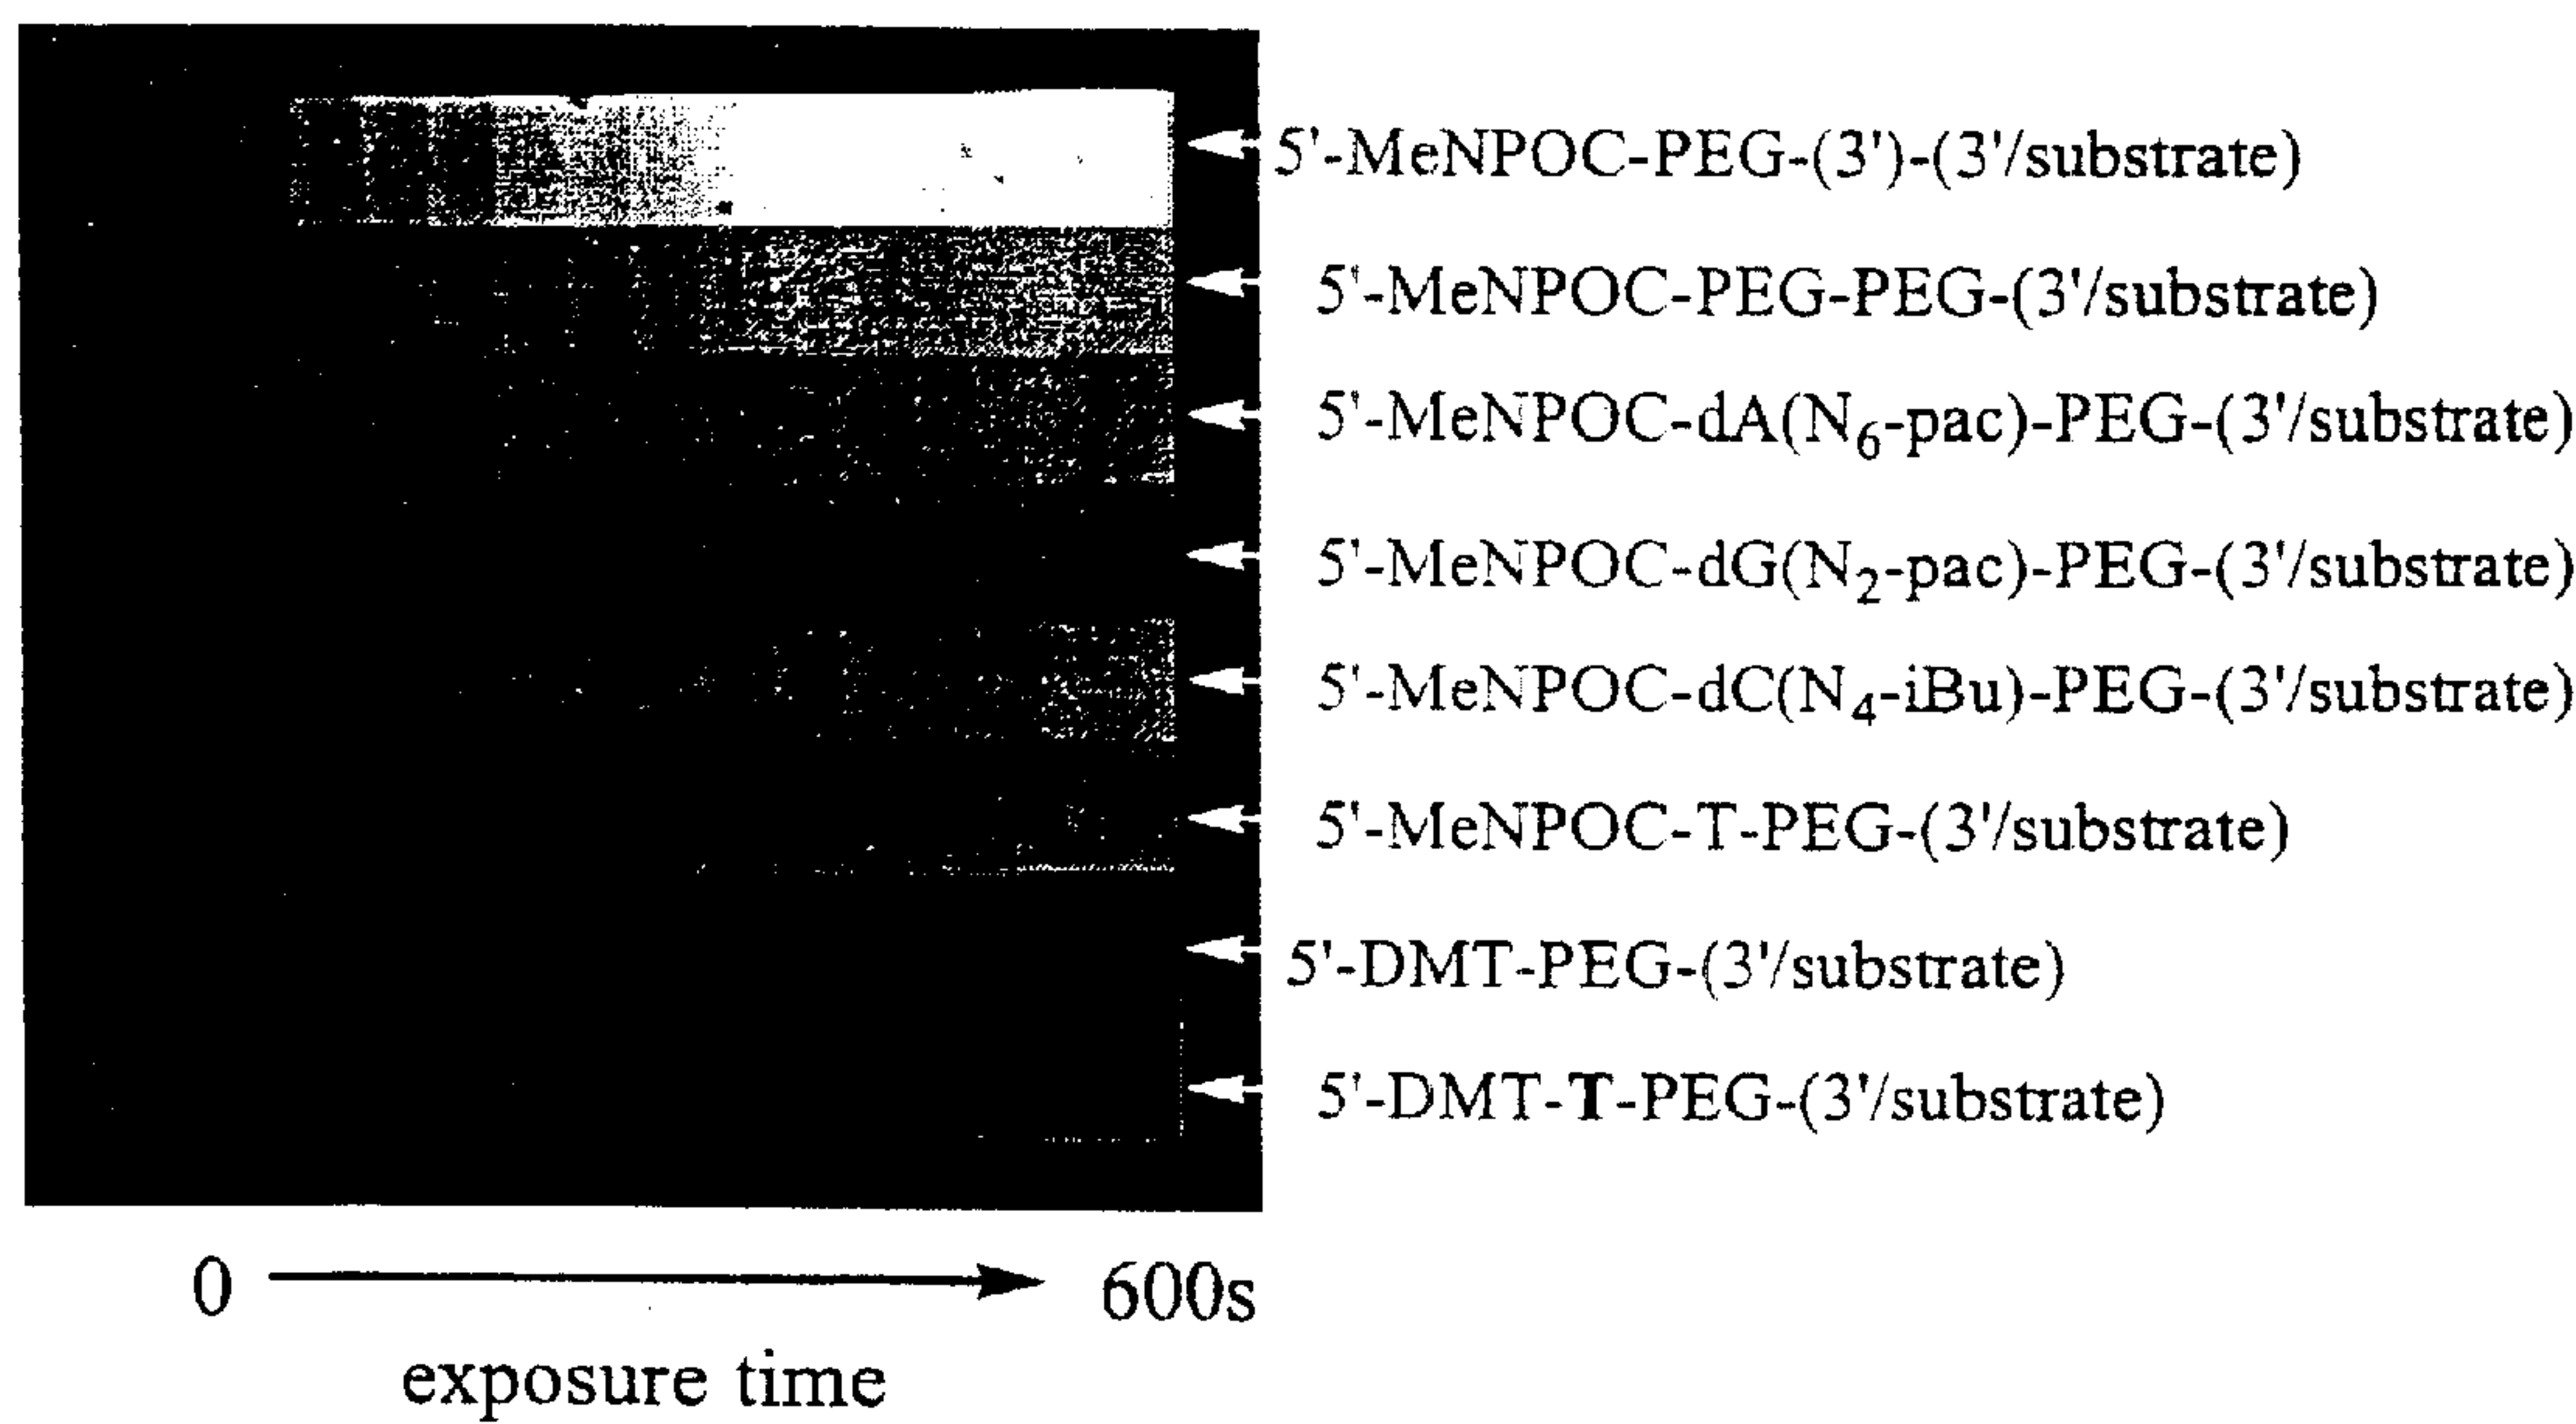 5'-MeNPOC-PEG-(3')-(3'/substrate)
5'-MeNPOC-PEG-PEG-(3'/substrate)
5'-MeNPOC-dA(N₆-pac)-PEG-(3'/substrate)
5'-MeNPOC-dG(N₂-pac)-PEG-(3'/substrate)
5'-MeNPOC-dC(N₄-iBu)-PEG-(3'/substrate)
5'-MeNPOC-T-PEG-(3'/substrate)
5'-DMT-PEG-(3'/substrate)
5'-DMT-T-PEG-(3'/substrate)
0 600s
exposure time